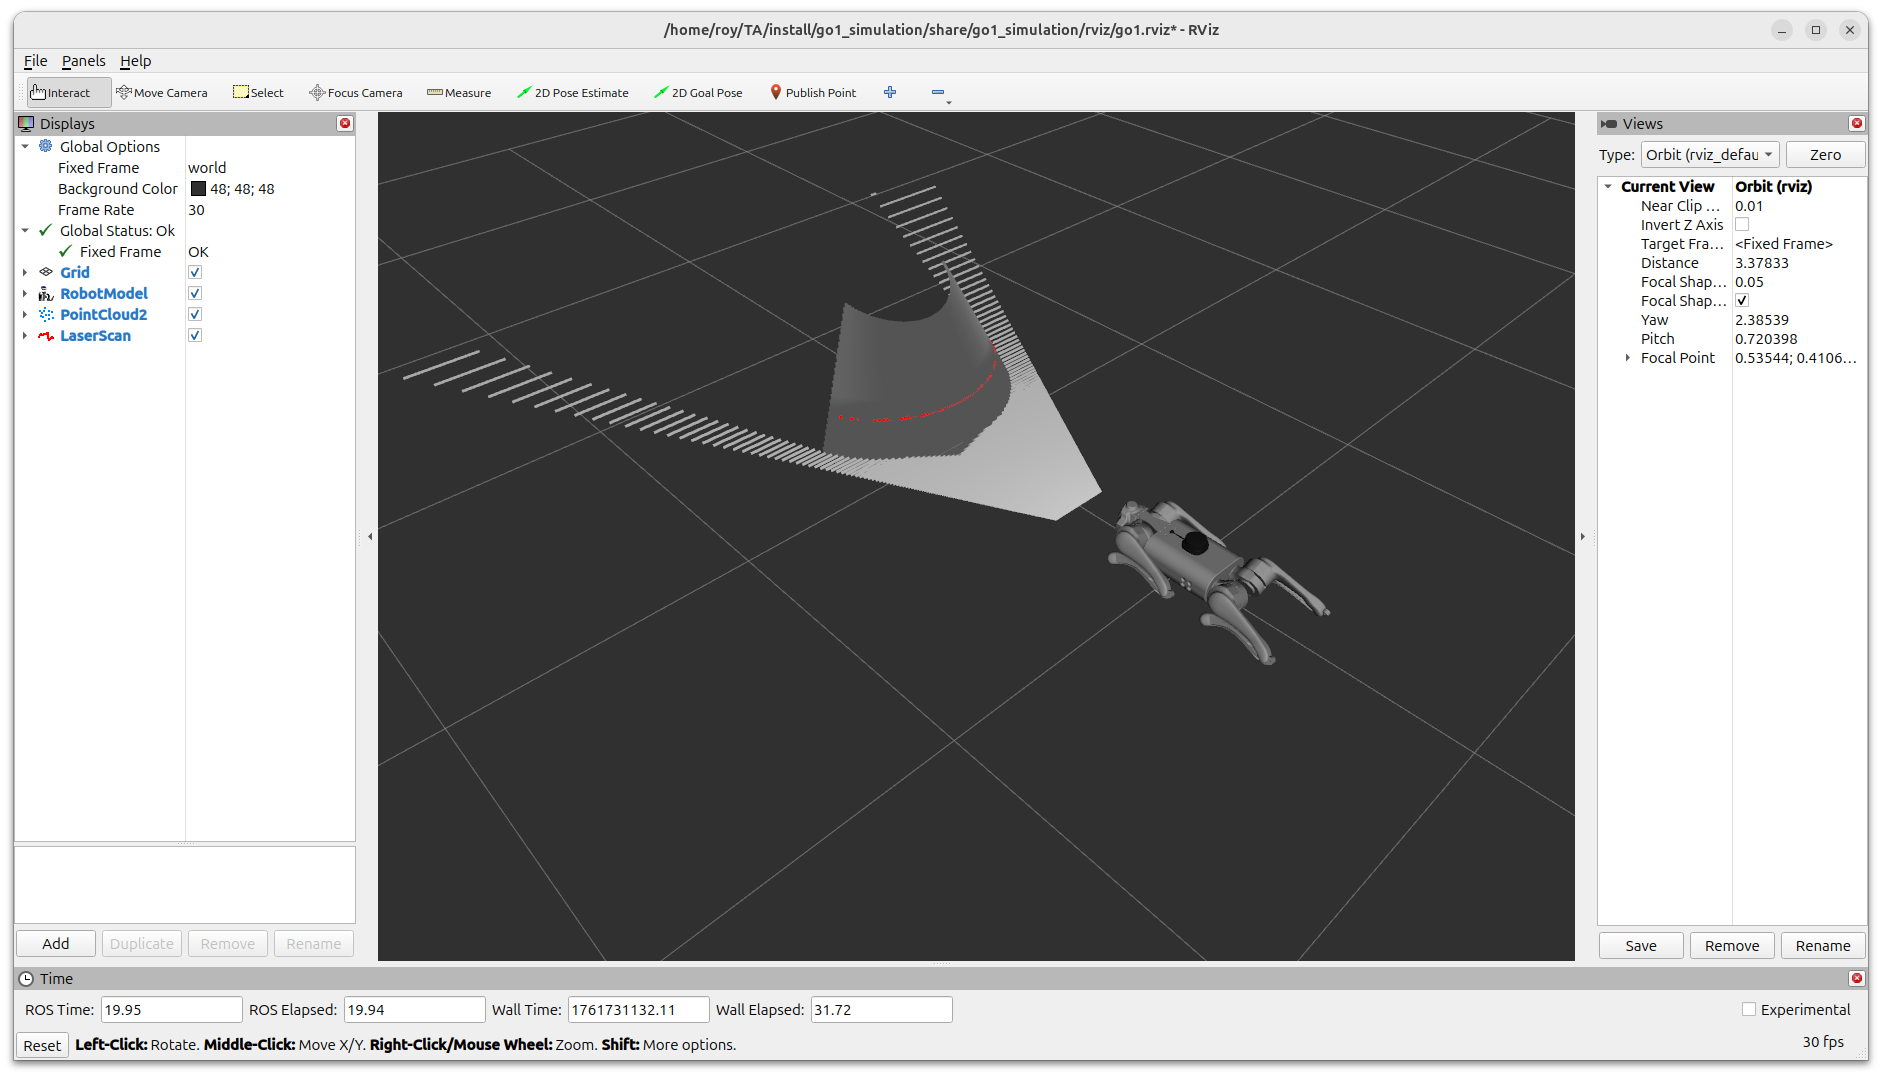 /home/roy/TA/install/go1_simulation/share/go1_simulation/rviz/go1.rviz* - RViz
File Panels Help
Interact Move Camera Select Focus Camera Measure 2D Pose Estimate 2D Goal Pose Publish Point
Displays
Global Options
Fixed Frame world
Background Color 48; 48; 48
Frame Rate 30
Global Status: Ok
Fixed Frame OK
Grid
RobotModel
PointCloud2
LaserScan
Add Duplicate Remove Rename
Views
Type: Orbit (rviz_defau Zero
Current View Orbit (rviz)
Near Clip ... 0.01
Invert Z Axis
Target Fra... <Fixed Frame>
Distance 3.37833
Focal Shap... 0.05
Focal Shap...
Yaw 2.38539
Pitch 0.720398
Focal Point 0.53544; 0.4106...
Save Remove Rename
Time
ROS Time: 19.95 ROS Elapsed: 19.94 Wall Time: 1761731132.11 Wall Elapsed: 31.72 Experimental
Reset Left-Click: Rotate. Middle-Click: Move X/Y. Right-Click/Mouse Wheel: Zoom. Shift: More options. 30 fps